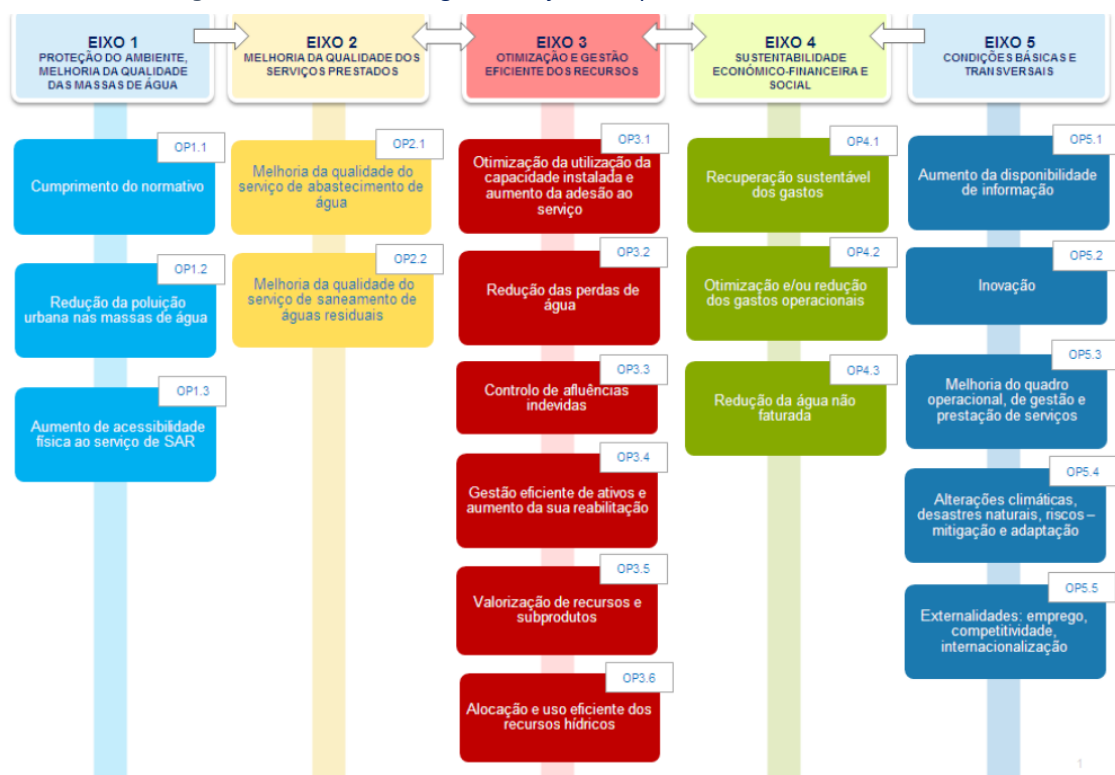 EIXO 1
PROTEÇÃO DO AMBIENTE,
MELHORIA DA QUALIDADE
DAS MASSAS DE ÁGUA
EIXO 2
MELHORIA DA QUALIDADE DOS
SERVIÇOS PRESTADOS
EIXO 3
OTIMIZAÇÃO E GESTÃO
EFICIENTE DOS RECURSOS
EIXO 4
SUSTENTABILIDADE
ECONÓMICO-FINANCEIRA E
SOCIAL
EIXO 5
CONDIÇÕES BÁSICAS E
TRANSVERSAIS
OP1.1
Cumprimento do normativo
OP1.2
Redução da poluição
urbana nas massas de água
OP1.3
Aumento de acessibilidade
física ao serviço de SAR
OP2.1
Melhoria da qualidade do
serviço de abastecimento de
água
OP2.2
Melhoria da qualidade do
serviço de saneamento de
águas residuais
OP3.1
Otimização da utilização da
capacidade instalada e
aumento da adesão ao
serviço
OP3.2
Redução das perdas de
água
OP3.3
Controlo de afluências
indevidas
OP3.4
Gestão eficiente de ativos e
aumento da sua reabilitação
OP3.5
Valorização de recursos e
subprodutos
OP3.6
Alocação e uso eficiente dos
recursos hídricos
OP4.1
Recuperação sustentável
dos gastos
OP4.2
Otimização e/ou redução
dos gastos operacionais
OP4.3
Redução da água não
faturada
OP5.1
Aumento da disponibilidade
de informação
OP5.2
Inovação
OP5.3
Melhoria do quadro
operacional, de gestão e
prestação de serviços
OP5.4
Alterações climáticas,
desastres naturais, riscos –
mitigação e adaptação
OP5.5
Externalidades: emprego,
competitividade,
internacionalização
1